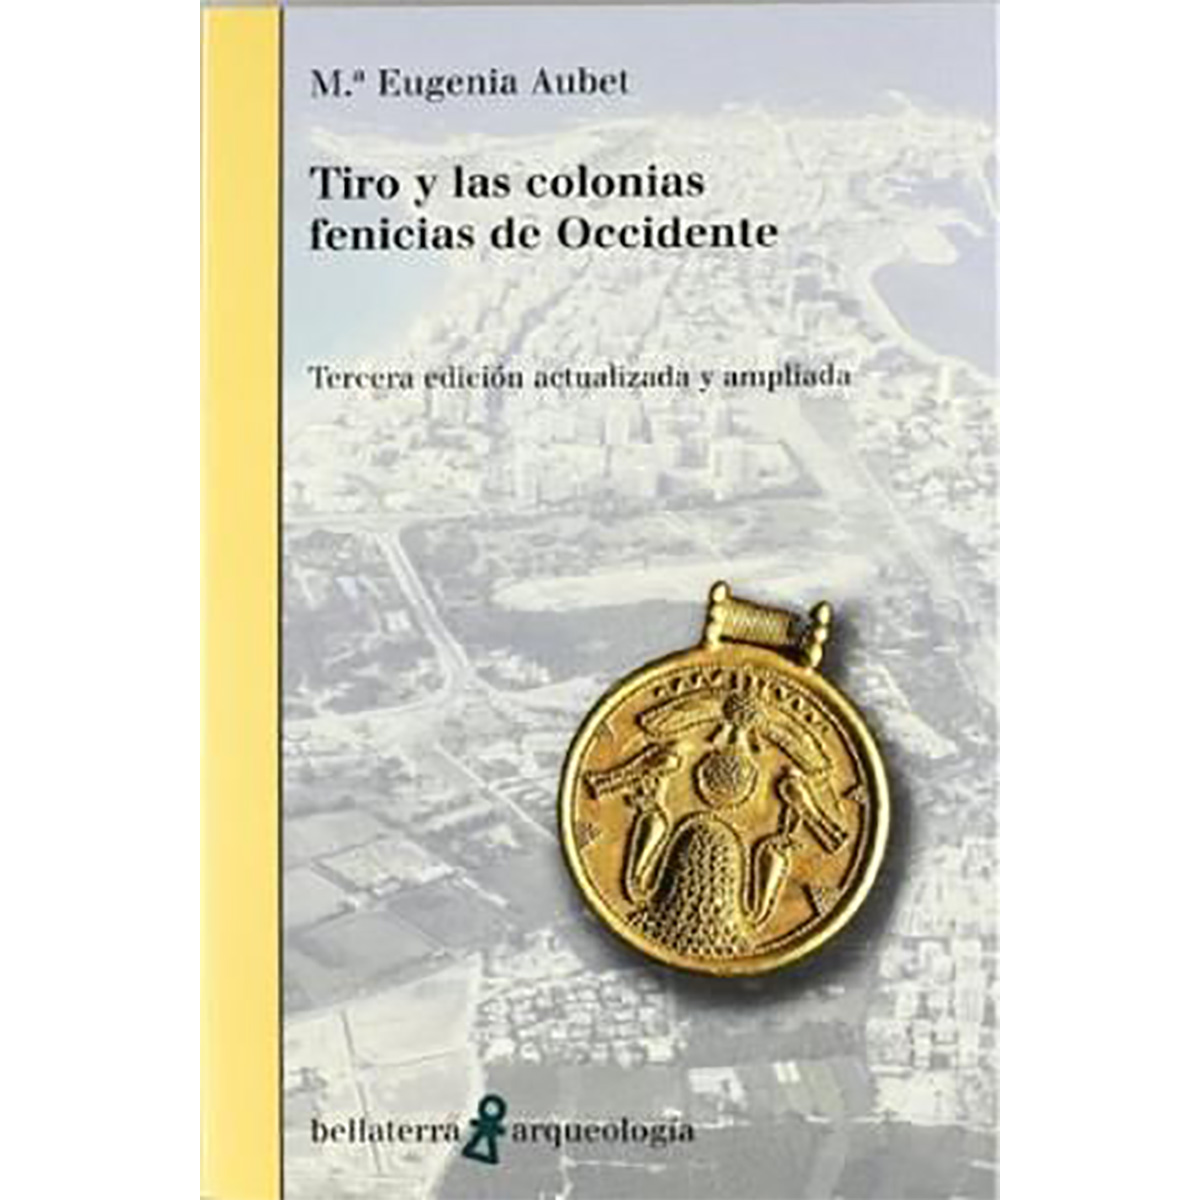 M.ª Eugenia Aubet
Tiro y las colonias
fenicias de Occidente
Tercera edición actualizada y ampliada
bellaterra arqueología